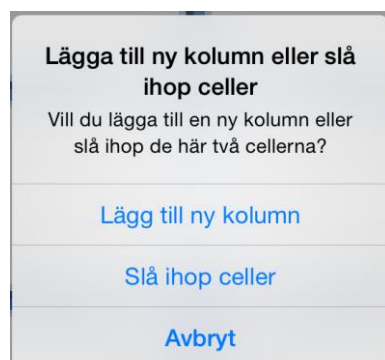 Lägga till ny kolumn eller slå
ihop celler
Vill du lägga till en ny kolumn eller
slå ihop de här två cellerna?
Lägg till ny kolumn
Slå ihop celler
Avbryt